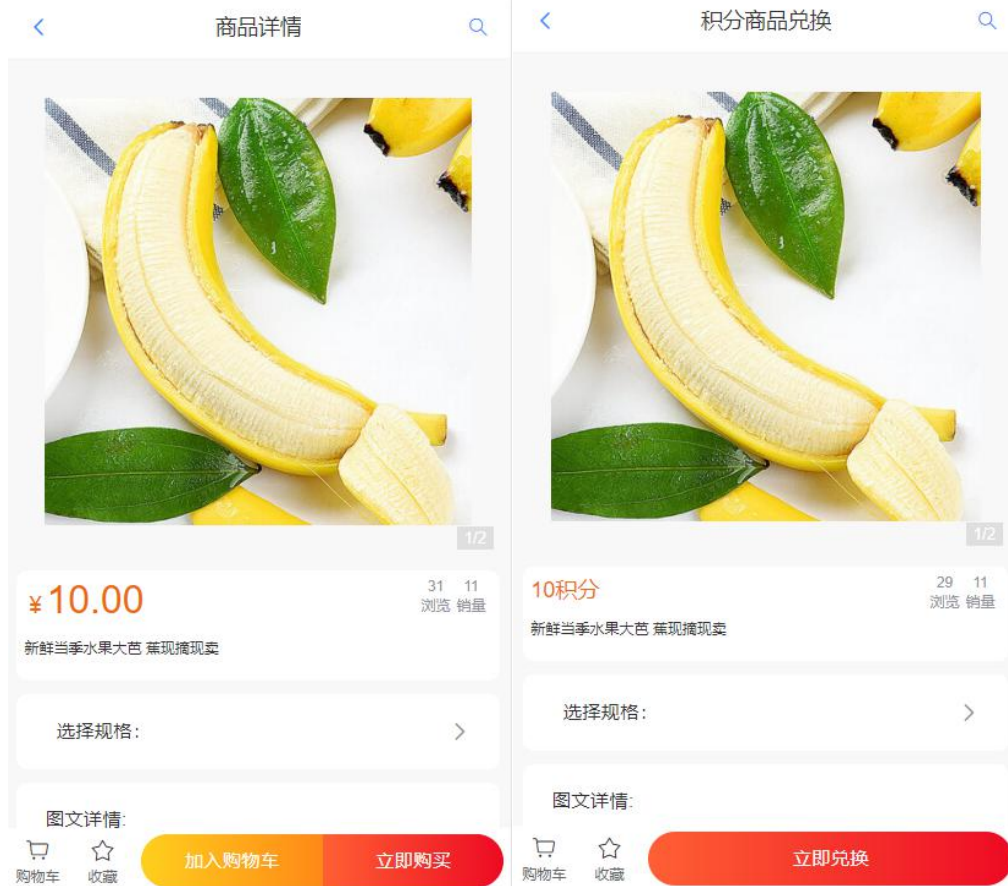 商品详情
1/2
¥10.00
31 11
浏览 销量
新鲜当季水果大芭 蕉现摘现卖
选择规格：
图文详情:
购物车
收藏
加入购物车
立即购买
积分商品兑换
1/2
10积分
29 11
浏览 销量
新鲜当季水果大芭 蕉现摘现卖
选择规格：
图文详情:
购物车
收藏
立即兑换